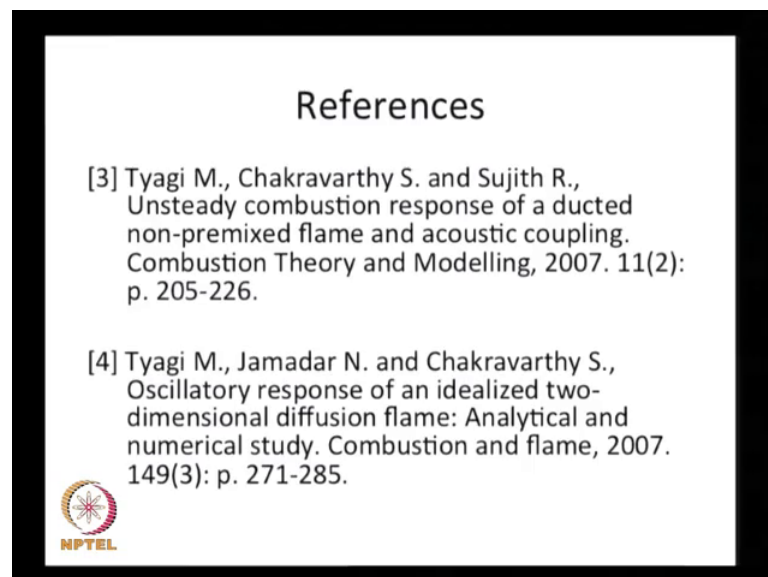 References
[3] Tyagi M., Chakravarthy S. and Sujith R.,
Unsteady combustion response of a ducted
non-premixed flame and acoustic coupling.
Combustion Theory and Modelling, 2007. 11(2):
p. 205-226.
[4] Tyagi M., Jamadar N. and Chakravarthy S.,
Oscillatory response of an idealized two-
dimensional diffusion flame: Analytical and
numerical study. Combustion and flame, 2007.
149(3): p. 271-285.
NPTEL